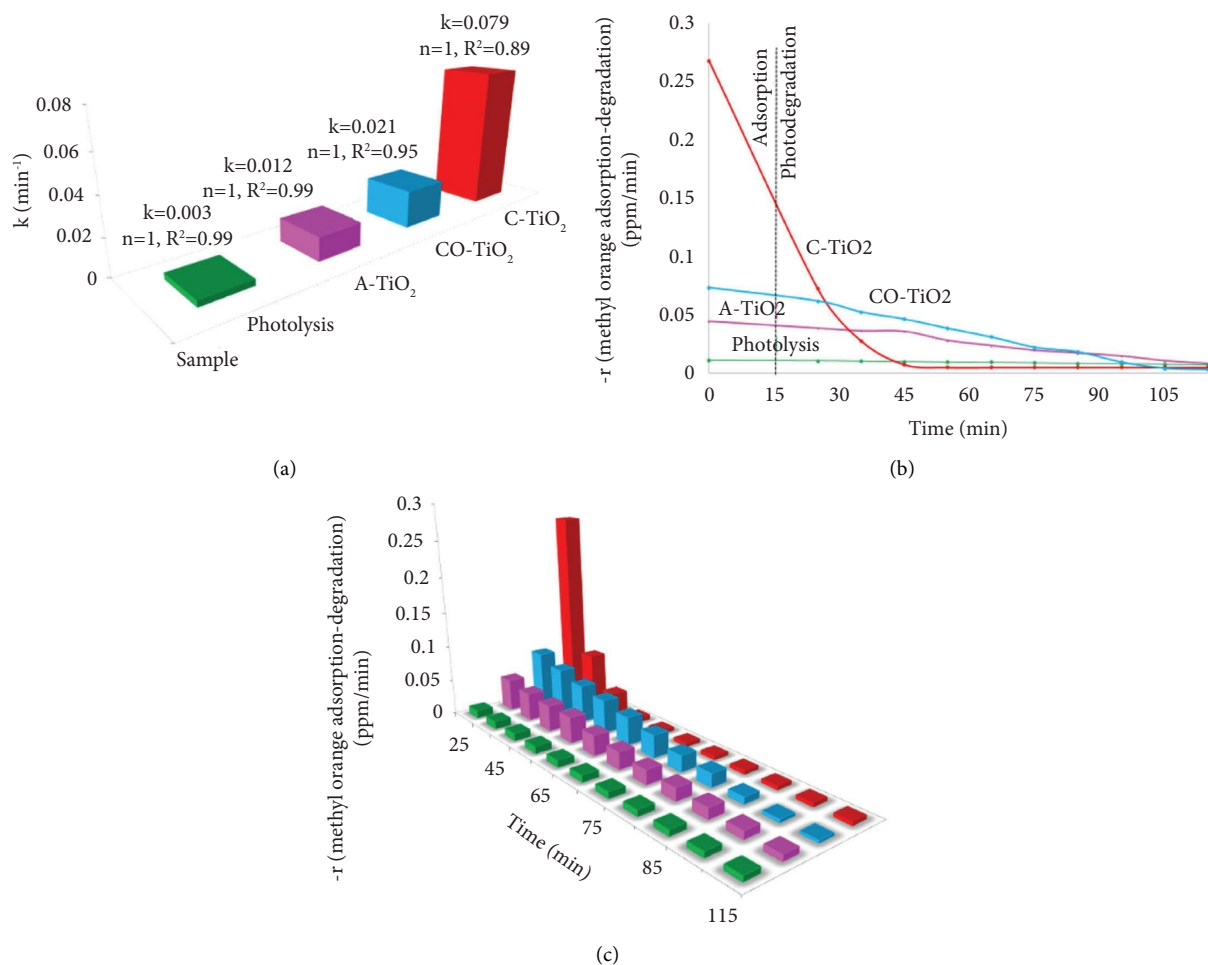 k=0.079
n=1, R²=0.89
k=0.021
n=1, R²=0.95
k=0.012
n=1, R²=0.99
k=0.003
n=1, R²=0.99
k (min⁻¹)
0.08
0.06
0.04
0.02
0
C-TiO₂
CO-TiO₂
A-TiO₂
Photolysis
Sample
(a)
-r (methyl orange adsorption-degradation)
(ppm/min)
0.3
0.25
0.2
0.15
0.1
0.05
0
Adsorption
Photodegradation
C-TiO2
CO-TiO2
A-TiO2
Photolysis
0 15 30 45 60 75 90 105
Time (min)
(b)
-r (methyl orange adsorption-degradation)
(ppm/min)
0.3
0.25
0.2
0.15
0.1
0.05
0
25
45
65
75
85
115
Time (min)
(c)